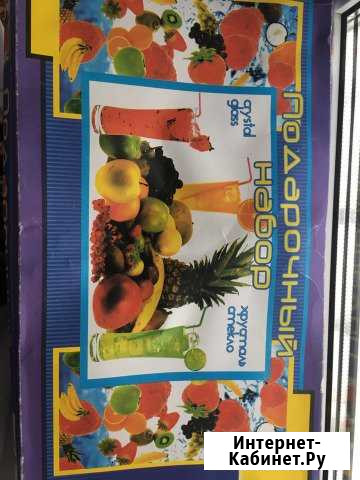 Подарочный
набор
crystal
glass
хрусталь
стекло
Интернет-
Кабинет.Ру